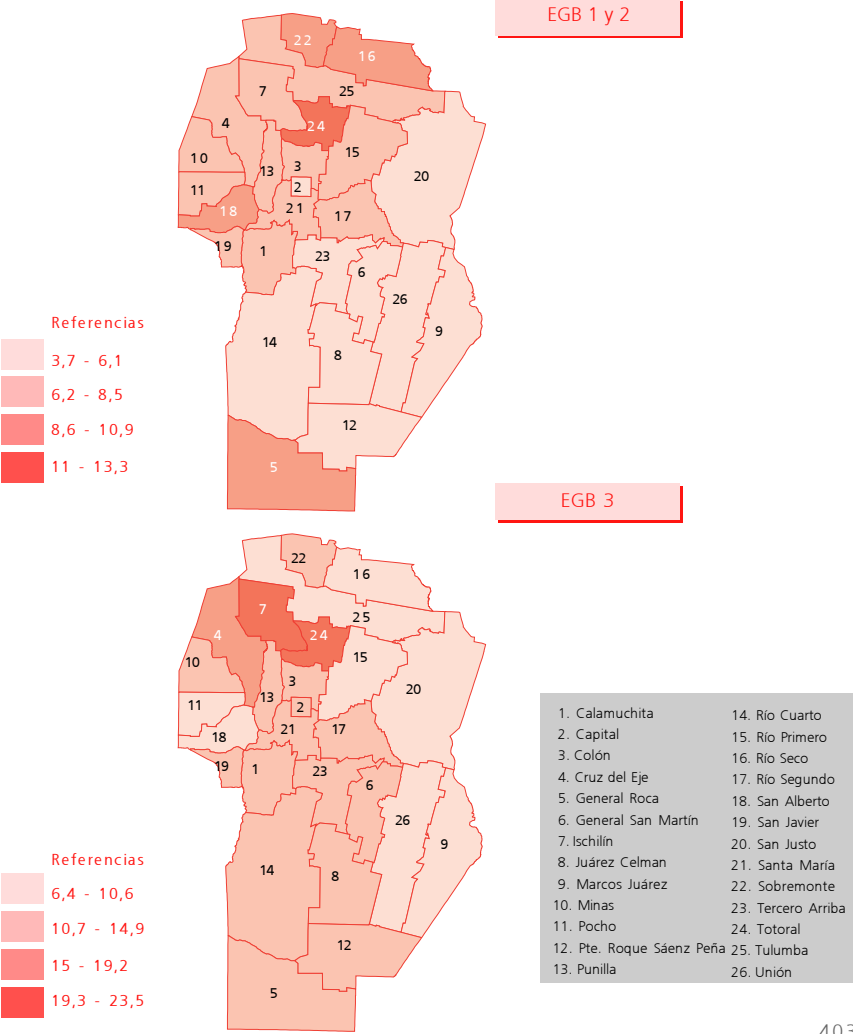 EGB 1 y 2
22
16
7
25
4
24
15
10
3
13
20
11
2
18
21
17
19
1
23
6
26
9
14
8
12
5
Referencias
3,7 - 6,1
6,2 - 8,5
8,6 - 10,9
11 - 13,3
EGB 3
22
16
7
25
4
24
15
10
3
20
13
11
2
18
21
17
19
1
23
6
26
9
14
8
12
5
Referencias
6,4 - 10,6
10,7 - 14,9
15 - 19,2
19,3 - 23,5
1. Calamuchita
2. Capital
3. Colón
4. Cruz del Eje
5. General Roca
6. General San Martín
7. Ischilín
8. Juárez Celman
9. Marcos Juárez
10. Minas
11. Pocho
12. Pte. Roque Sáenz Peña
13. Punilla
14. Río Cuarto
15. Río Primero
16. Río Seco
17. Río Segundo
18. San Alberto
19. San Javier
20. San Justo
21. Santa María
22. Sobremonte
23. Tercero Arriba
24. Totoral
25. Tulumba
26. Unión
403